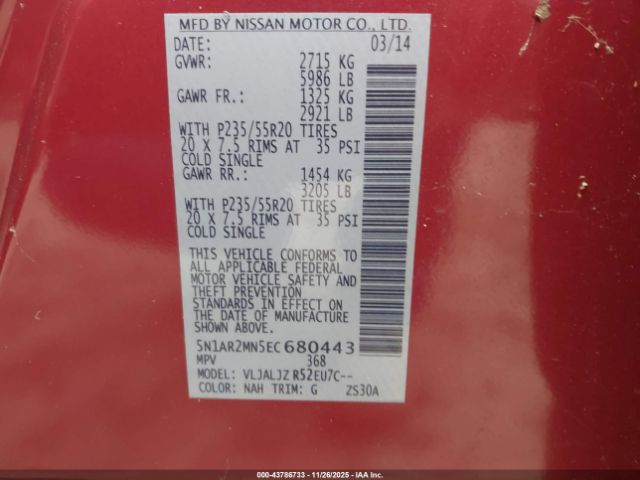 MFD BY NISSAN MOTOR CO., LTD.
DATE: 03/14
GVWR: 2715 KG
5986 LB
GAWR FR.: 1325 KG
2921 LB
WITH P235/55R20 TIRES
20 X 7.5 RIMS AT 35 PSI
COLD SINGLE
GAWR RR.: 1454 KG
3205 LB
WITH P235/55R20 TIRES
20 X 7.5 RIMS AT 35 PSI
COLD SINGLE
THIS VEHICLE CONFORMS TO
ALL APPLICABLE FEDERAL
MOTOR VEHICLE SAFETY AND
THEFT PREVENTION
STANDARDS IN EFFECT ON
THE DATE OF MANUFACTURE
SHOWN ABOVE.
5N1AR2MN5EC680443
MPV 368
MODEL: VLJALJZ R52EU7C--
COLOR: NAH TRIM: G ZS30A
000-43786733 - 11/26/2025 - IAA Corp.